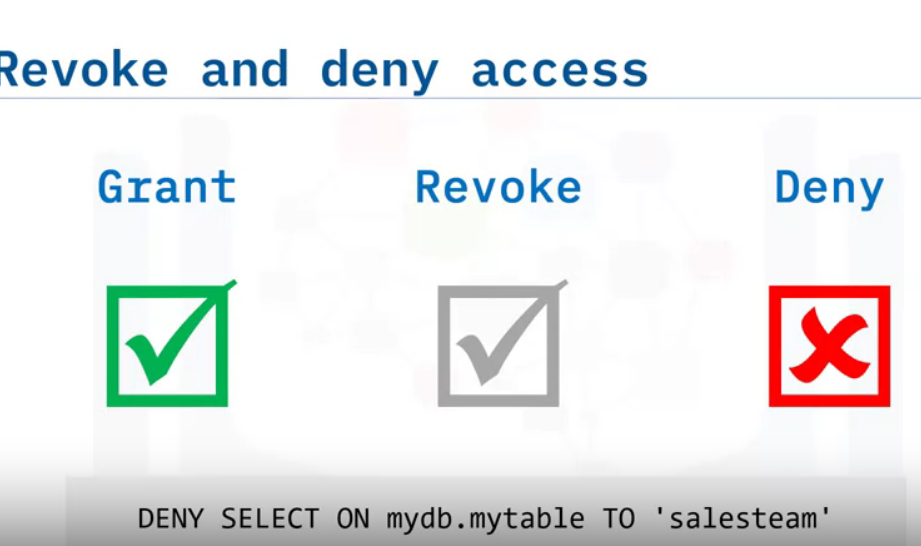 Revoke and deny access
Grant Revoke Deny
DENY SELECT ON mydb.mytable TO 'salesteam'